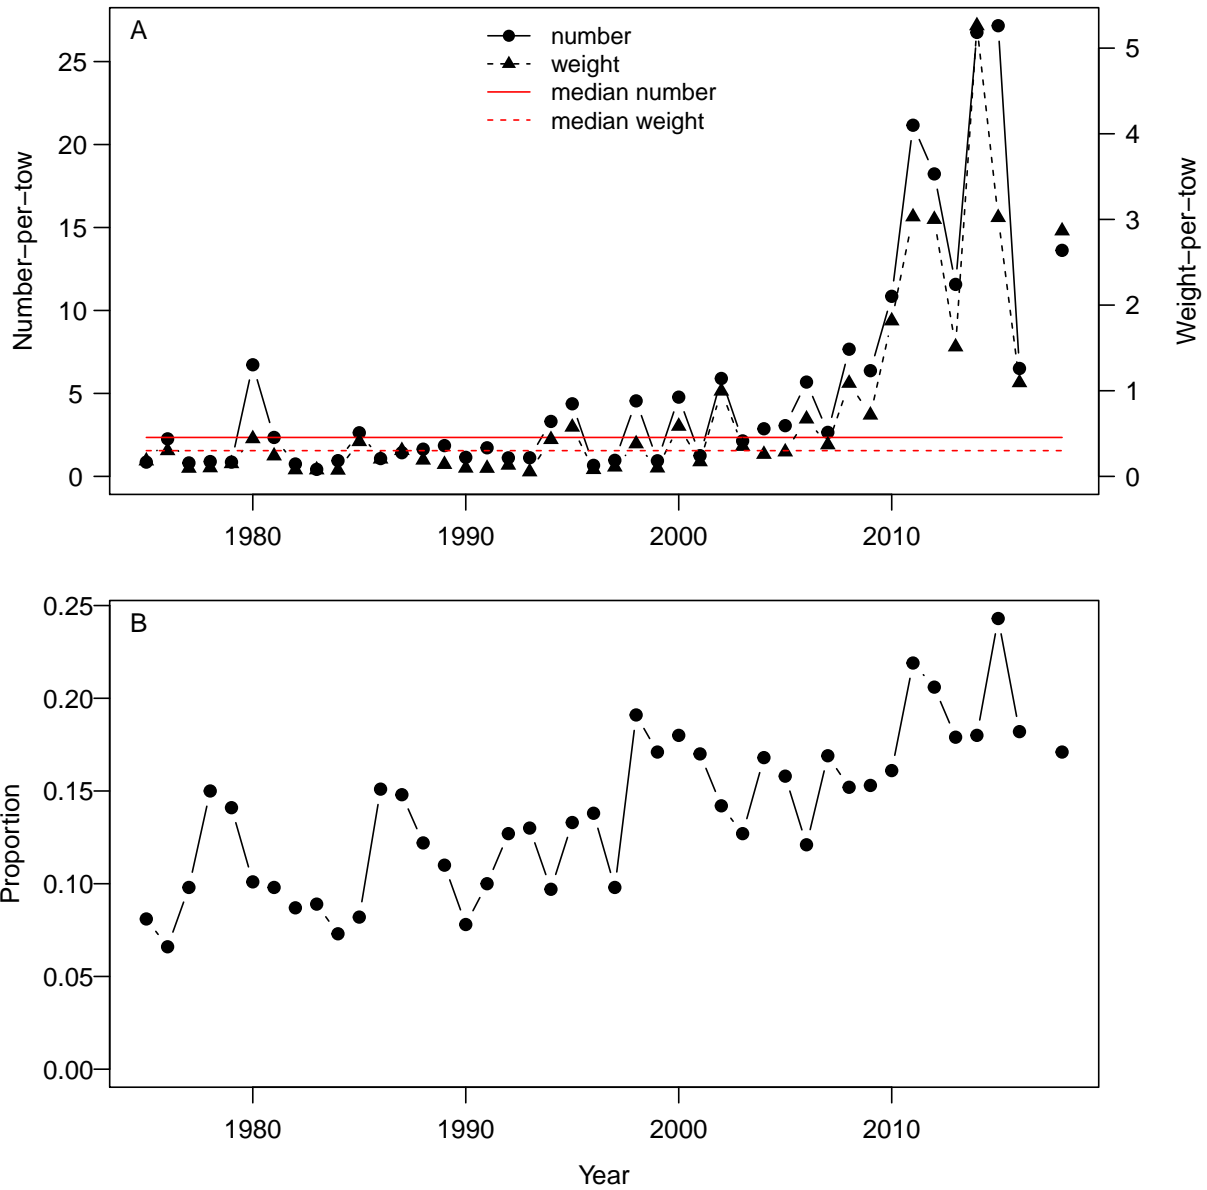 A
number
weight
median number
median weight
Number−per−tow
25
20
15
10
5
0
Weight−per−tow
5
4
3
2
1
0
1980 1990 2000 2010
B
Proportion
0.25
0.20
0.15
0.10
0.05
0.00
1980 1990 2000 2010
Year